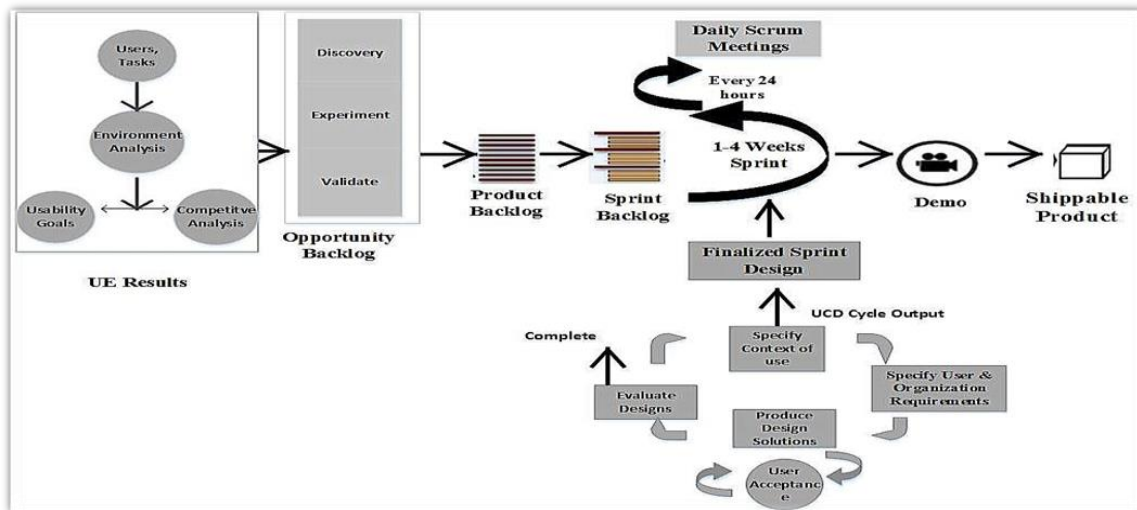 Users,
Tasks
Environment
Analysis
Usability
Goals
Competitve
Analysis
UE Results
Discovery
Experiment
Validate
Opportunity
Backlog
Product
Backlog
Sprint
Backlog
Daily Scrum
Meetings
Every 24
hours
1-4 Weeks
Sprint
Demo
Shippable
Product
Finalized Sprint
Design
UCD Cycle Output
Complete
Specify
Context of
use
Specify User &
Organization
Requirements
Evaluate
Designs
Produce
Design
Solutions
User
Acceptanc
e